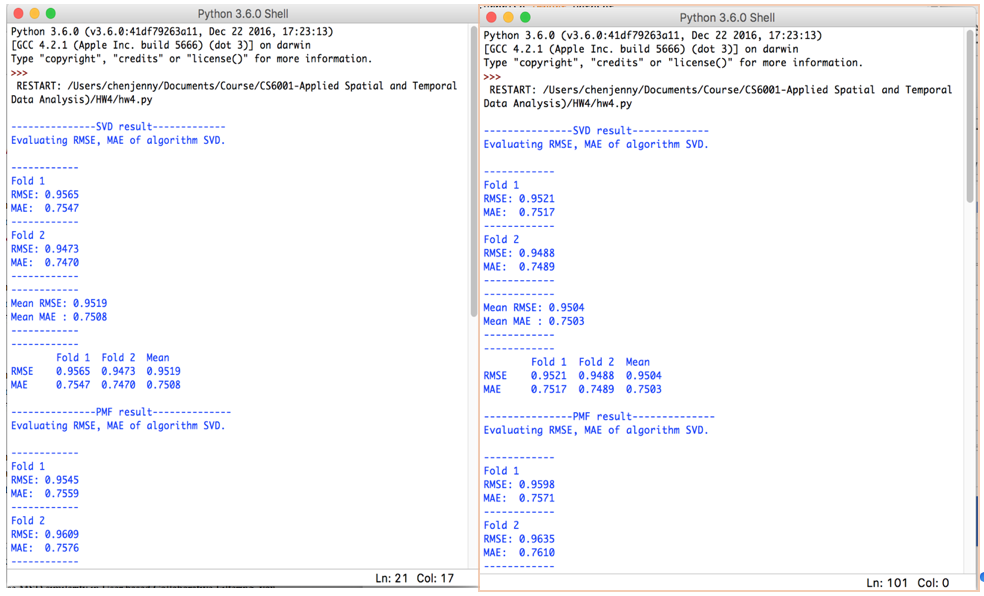 Python 3.6.0 Shell
Python 3.6.0 (v3.6.0:41df79263a11, Dec 22 2016, 17:23:13)
[GCC 4.2.1 (Apple Inc. build 5666) (dot 3)] on darwin
Type "copyright", "credits" or "license()" for more information.
>>>
RESTART: /Users/chenjenny/Documents/Course/CS6001-Applied Spatial and Temporal
Data Analysis)/HW4/hw4.py
---------------SVD result-------------
Evaluating RMSE, MAE of algorithm SVD.
------------
Fold 1
RMSE: 0.9565
MAE:  0.7547
------------
Fold 2
RMSE: 0.9473
MAE:  0.7470
------------
------------
Mean RMSE: 0.9519
Mean MAE : 0.7508
------------
------------
        Fold 1  Fold 2  Mean
RMSE    0.9565  0.9473  0.9519
MAE     0.7547  0.7470  0.7508
---------------PMF result--------------
Evaluating RMSE, MAE of algorithm SVD.
------------
Fold 1
RMSE: 0.9545
MAE:  0.7559
------------
Fold 2
RMSE: 0.9609
MAE:  0.7576
------------
Ln: 21  Col: 17
Python 3.6.0 Shell
Python 3.6.0 (v3.6.0:41df79263a11, Dec 22 2016, 17:23:13)
[GCC 4.2.1 (Apple Inc. build 5666) (dot 3)] on darwin
Type "copyright", "credits" or "license()" for more information.
>>>
RESTART: /Users/chenjenny/Documents/Course/CS6001-Applied Spatial and Temporal
Data Analysis)/HW4/hw4.py
---------------SVD result-------------
Evaluating RMSE, MAE of algorithm SVD.
------------
Fold 1
RMSE: 0.9521
MAE:  0.7517
------------
Fold 2
RMSE: 0.9488
MAE:  0.7489
------------
------------
Mean RMSE: 0.9504
Mean MAE : 0.7503
------------
------------
        Fold 1  Fold 2  Mean
RMSE    0.9521  0.9488  0.9504
MAE     0.7517  0.7489  0.7503
---------------PMF result--------------
Evaluating RMSE, MAE of algorithm SVD.
------------
Fold 1
RMSE: 0.9598
MAE:  0.7571
------------
Fold 2
RMSE: 0.9635
MAE:  0.7610
------------
Ln: 101  Col: 0